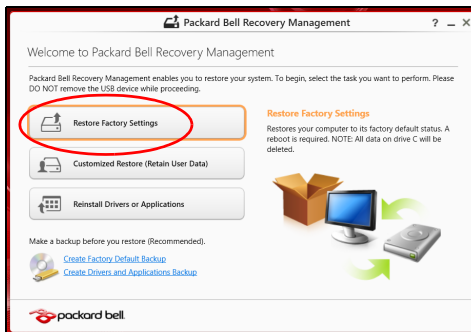 Packard Bell Recovery Management
? – X
Welcome to Packard Bell Recovery Management
Packard Bell Recovery Management enables you to restore your system. To begin, select the task you want to perform. Please
DO NOT remove the USB device while proceeding.
Restore Factory Settings
Customized Restore (Retain User Data)
Reinstall Drivers or Applications
Restore Factory Settings
Restores your computer to its factory default status. A
reboot is required. NOTE: All data on drive C will be
deleted.
Make a backup before you restore (Recommended).
Create Factory Default Backup
Create Drivers and Applications Backup
packard bell